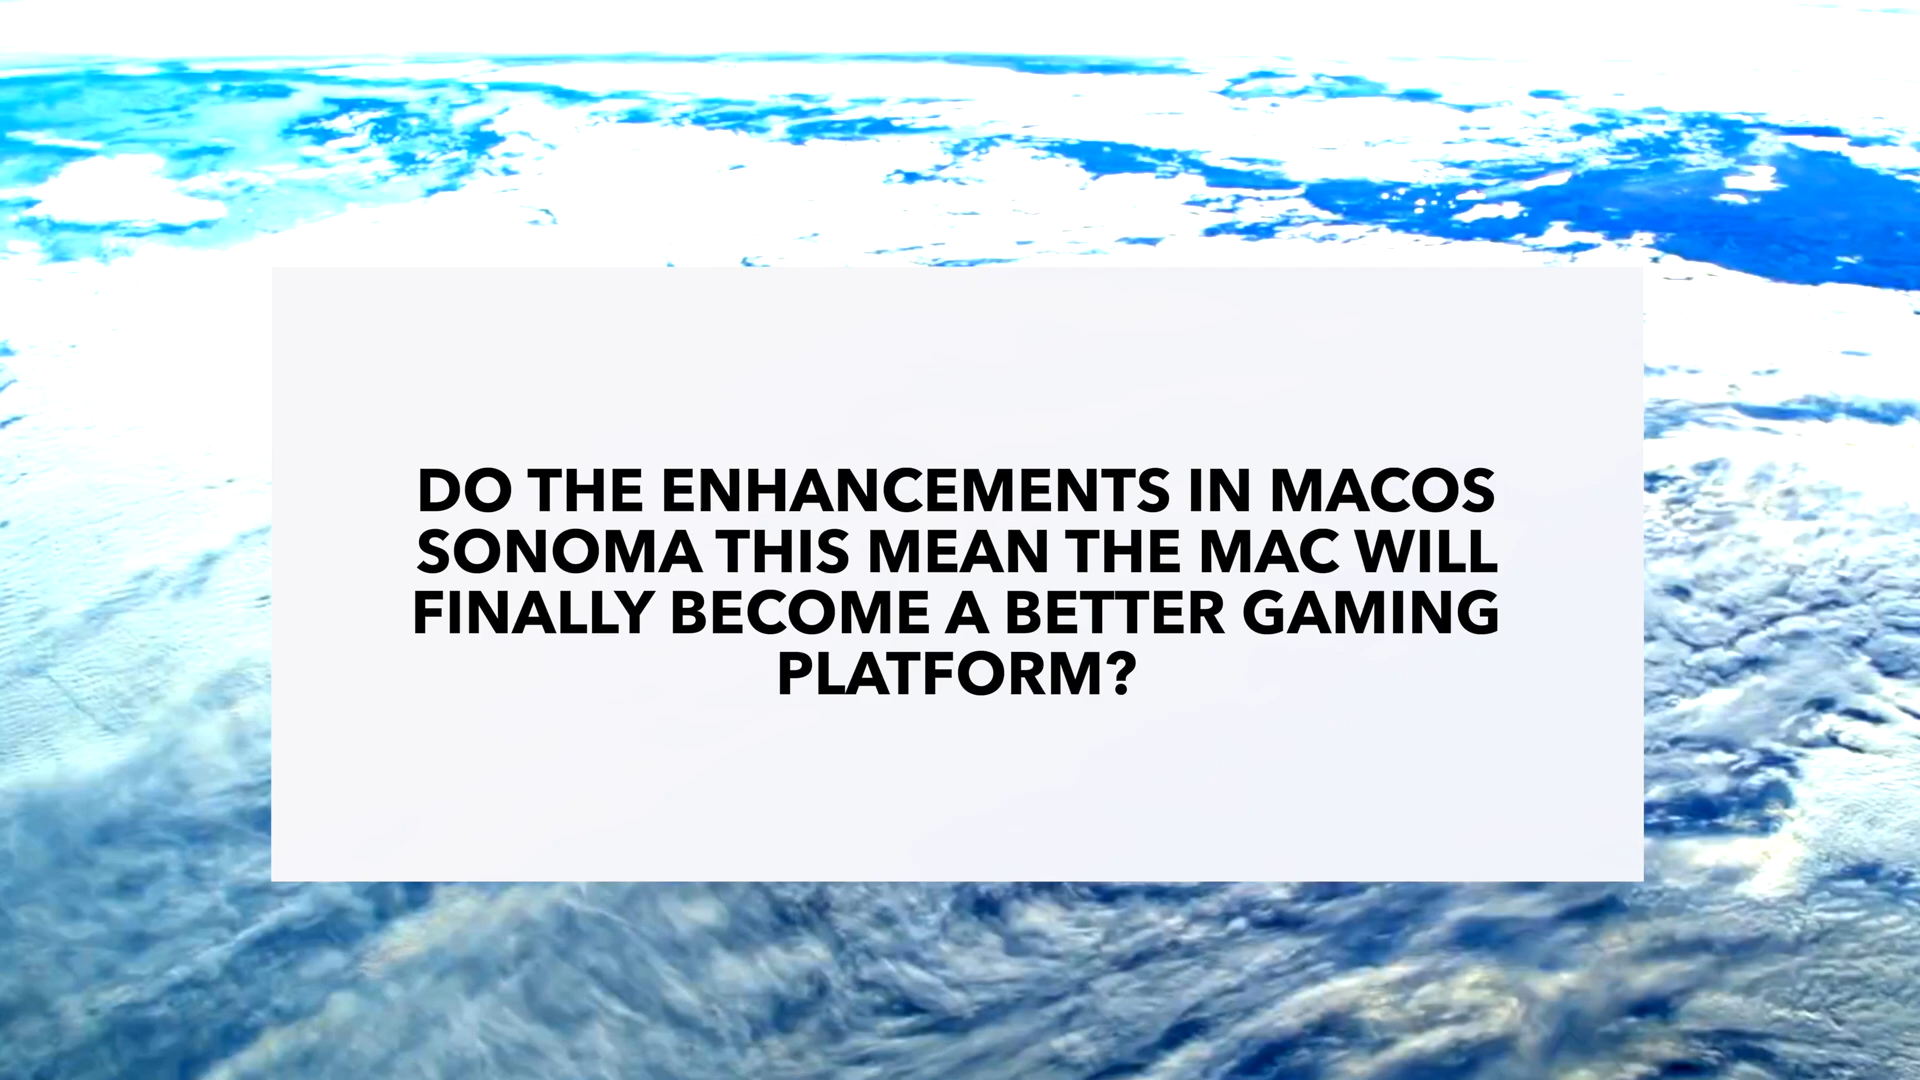 DO THE ENHANCEMENTS IN MACOS
SONOMA THIS MEAN THE MAC WILL
FINALLY BECOME A BETTER GAMING
PLATFORM?